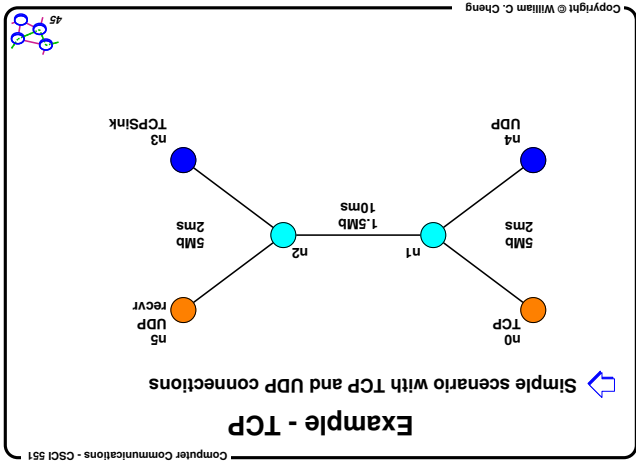 Computer Communications - CSCI 551
Example - TCP
Simple scenario with TCP and UDP connections
n0
TCP
n5
UDP
recvr
n1
n2
5Mb
2ms
1.5Mb
10ms
5Mb
2ms
n4
UDP
n3
TCPSink
45
Copyright © William C. Cheng